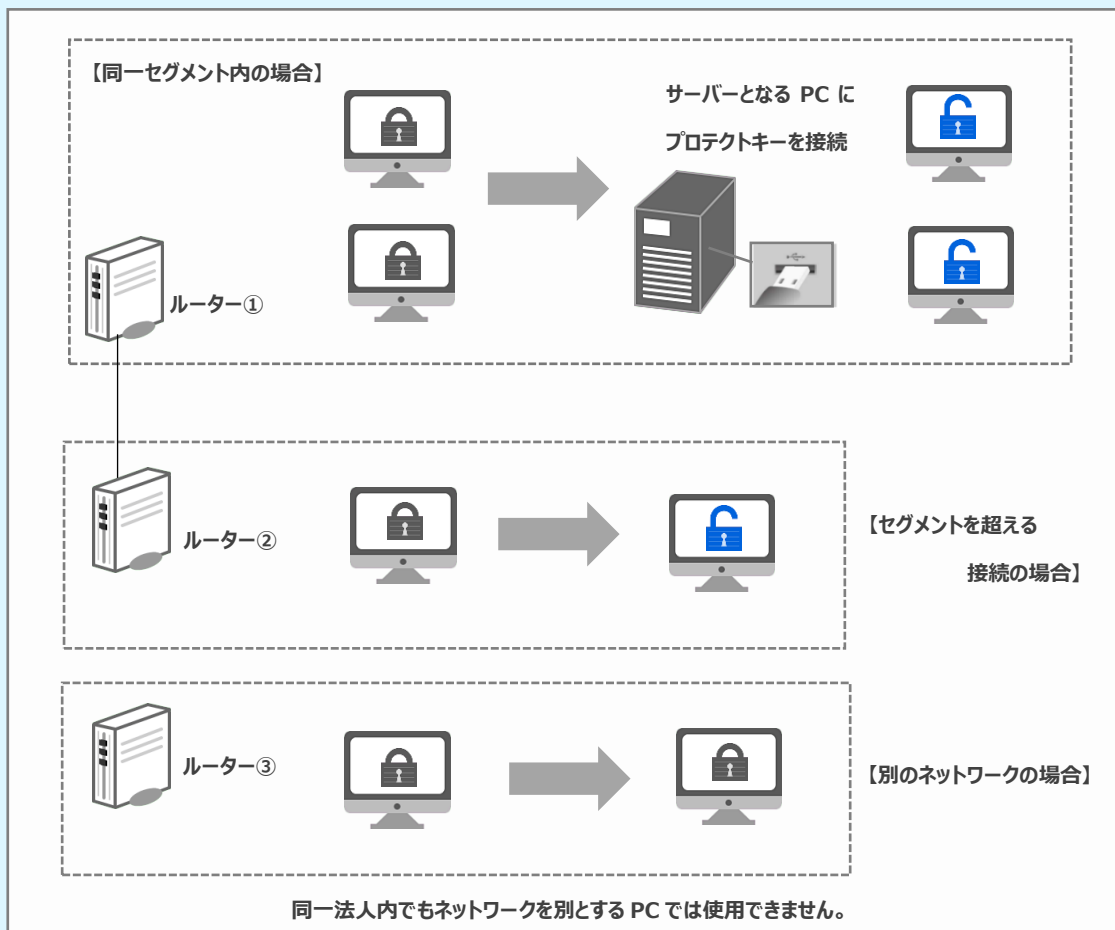 【同一セグメント内の場合】
サーバーとなる PC に
プロテクトキーを接続
ルーター①
ルーター②
【セグメントを超える
接続の場合】
ルーター③
【別のネットワークの場合】
同一法人内でもネットワークを別とする PC では使用できません。